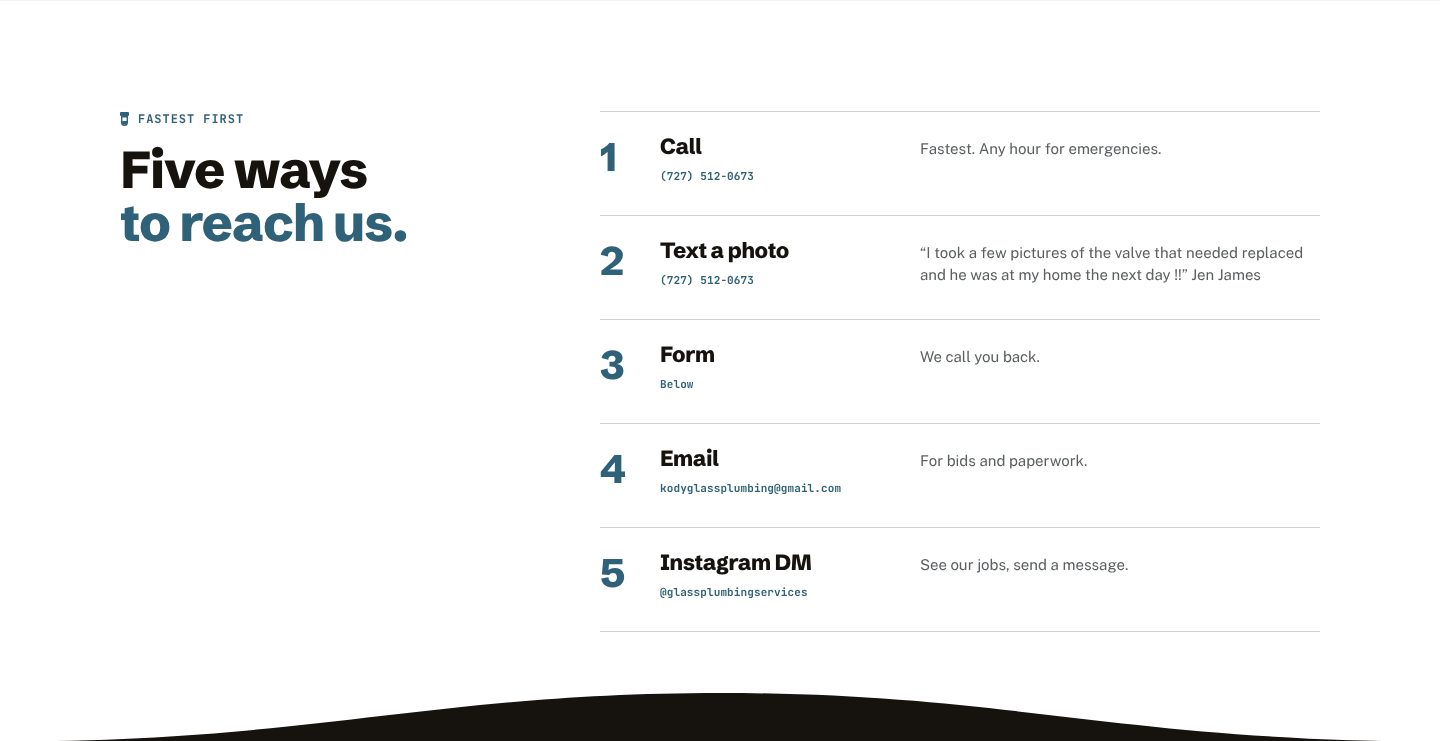 FASTEST FIRST
Five ways
to reach us.
1
Call
(727) 512-0673
Fastest. Any hour for emergencies.
2
Text a photo
(727) 512-0673
“I took a few pictures of the valve that needed replaced
and he was at my home the next day !!” Jen James
3
Form
Below
We call you back.
4
Email
kodyglassplumbing@gmail.com
For bids and paperwork.
5
Instagram DM
@glassplumbingservices
See our jobs, send a message.